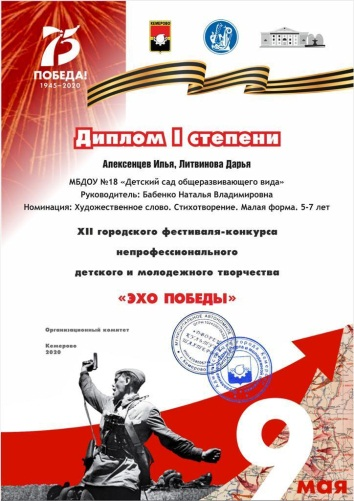 75
ПОБЕДА!
1945-2020
КЕМЕРОВО
Диплом I степени
Алексенцев Илья, Литвинова Дарья
МБДОУ №18 «Детский сад общеразвивающего вида»
Руководитель: Бабенко Наталья Владимировна
Номинация: Художественное слово. Стихотворение. Малая форма. 5-7 лет
XII городского фестиваля-конкурса
непрофессионального
детского и молодежного творчества
«ЭХО ПОБЕДЫ»
Организационный комитет
Кемерово
2020
9
мая